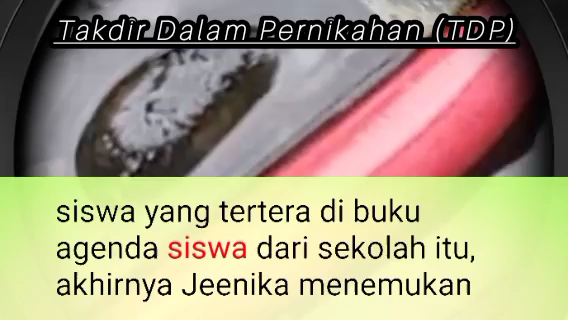 Takdir Dalam Pernikahan (TDP)
siswa yang tertera di buku
agenda siswa dari sekolah itu,
akhirnya Jeenika menemukan